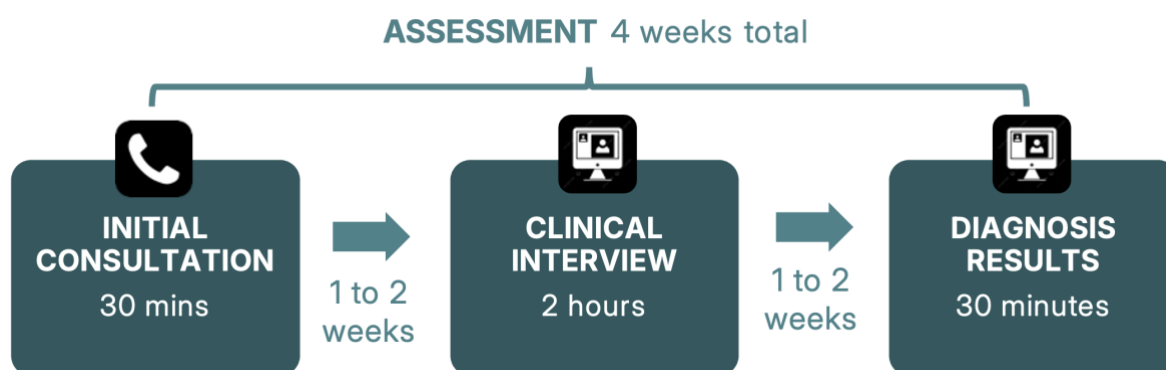 ASSESSMENT 4 weeks total
INITIAL
CONSULTATION
30 mins
1 to 2
weeks
CLINICAL
INTERVIEW
2 hours
1 to 2
weeks
DIAGNOSIS
RESULTS
30 minutes